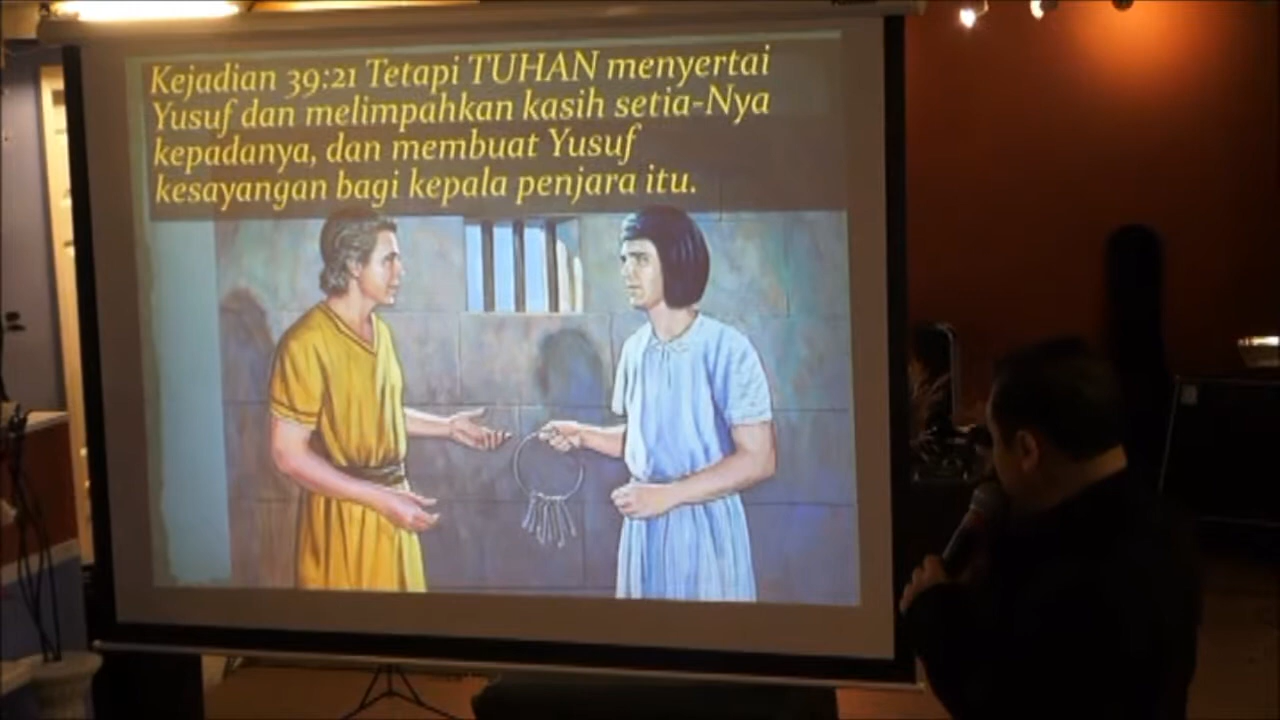 Kejadian 39:21 Tetapi TUHAN menyertai
Yusuf dan melimpahkan kasih setia-Nya
kepadanya, dan membuat Yusuf
kesayangan bagi kepala penjara itu.